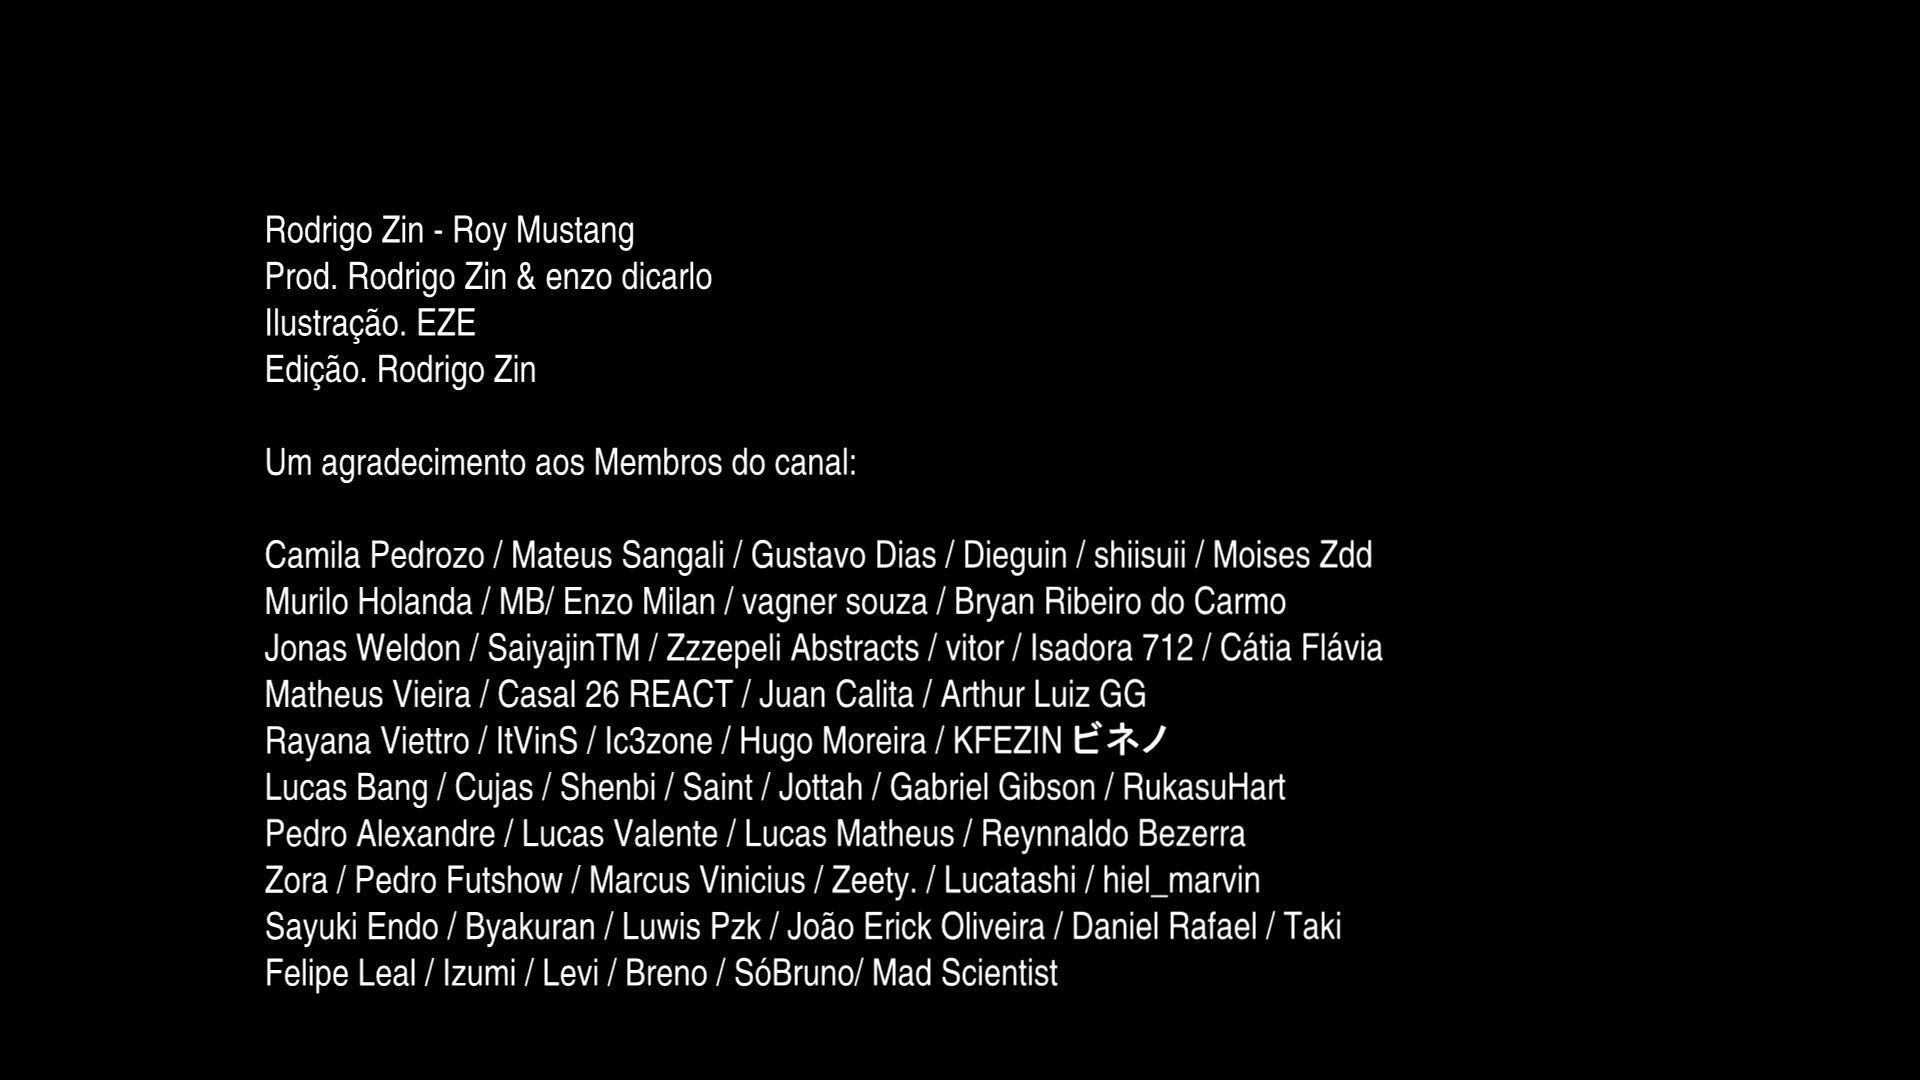 Rodrigo Zin - Roy Mustang
Prod. Rodrigo Zin & enzo dicarlo
Ilustração. EZE
Edição. Rodrigo Zin
Um agradecimento aos Membros do canal:
Camila Pedrozo / Mateus Sangali / Gustavo Dias / Dieguin / shiisuii / Moises Zdd
Murilo Holanda / MB/ Enzo Milan / vagner souza / Bryan Ribeiro do Carmo
Jonas Weldon / SaiyajinTM / Zzzepeli Abstracts / vitor / Isadora 712 / Cátia Flávia
Matheus Vieira / Casal 26 REACT / Juan Calita / Arthur Luiz GG
Rayana Viettro / ItVinS / Ic3zone / Hugo Moreira / KFEZIN ビネノ
Lucas Bang / Cujas / Shenbi / Saint / Jottah / Gabriel Gibson / RukasuHart
Pedro Alexandre / Lucas Valente / Lucas Matheus / Reynnaldo Bezerra
Zora / Pedro Futshow / Marcus Vinicius / Zeety. / Lucatashi / hiel_marvin
Sayuki Endo / Byakuran / Luwis Pzk / João Erick Oliveira / Daniel Rafael / Taki
Felipe Leal / Izumi / Levi / Breno / SóBruno/ Mad Scientist